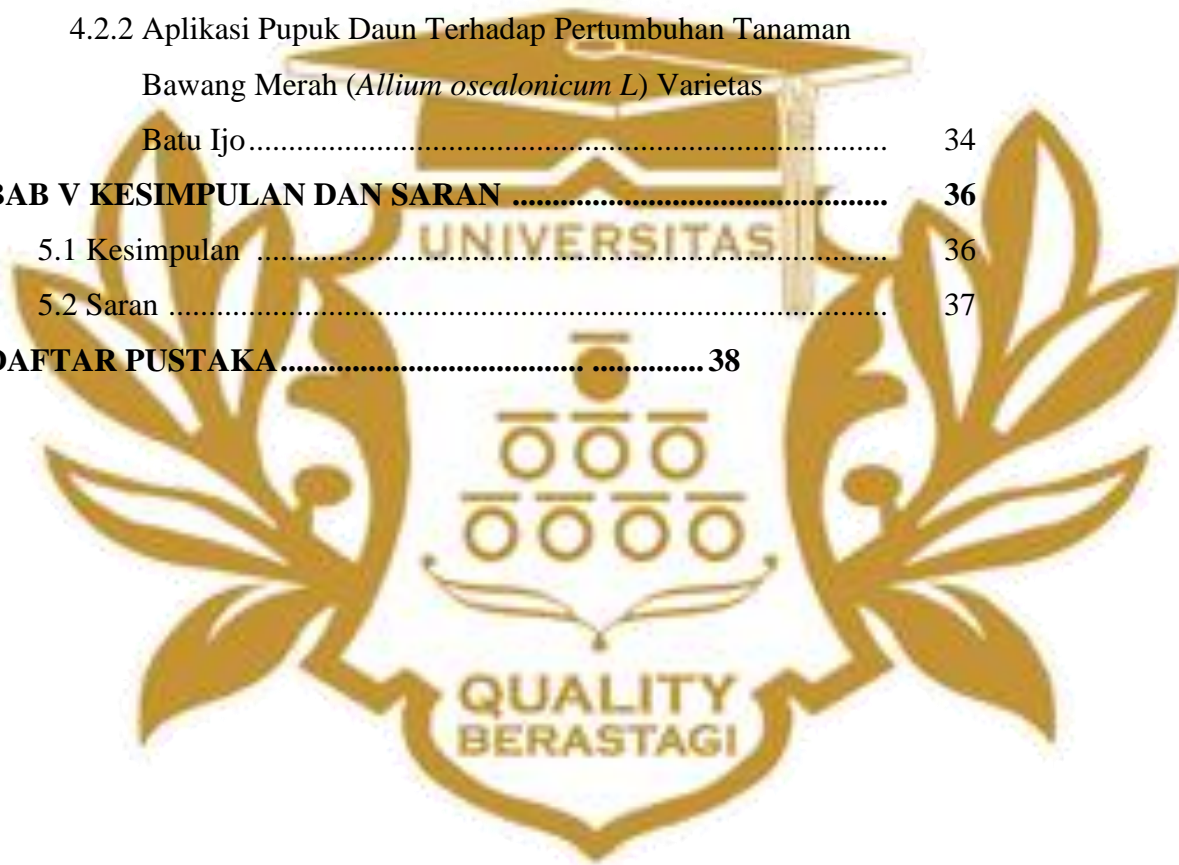 4.2.2 Aplikasi Pupuk Daun Terhadap Pertumbuhan Tanaman
Bawang Merah (Allium oscalonicum L) Varietas
Batu Ijo................................................................................. 34
BAB V KESIMPULAN DAN SARAN ............................................... 36
5.1 Kesimpulan ................................................................................ 36
UNIVERSITAS
5.2 Saran ........................................................................................... 37
DAFTAR PUSTAKA...................................... .............. 38
QUALITY
BERASTAGI